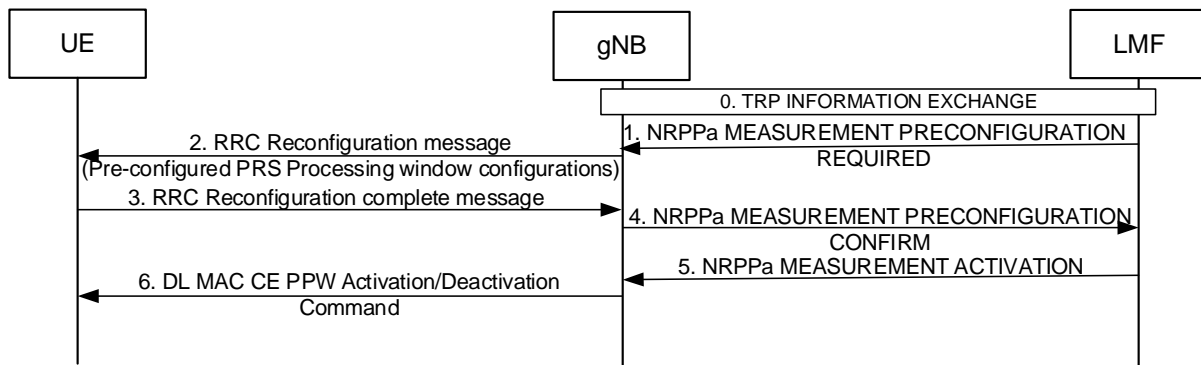 UE
gNB
LMF
0. TRP INFORMATION EXCHANGE
1. NRPPa MEASUREMENT PRECONFIGURATION
REQUIRED
2. RRC Reconfiguration message
(Pre-configured PRS Processing window configurations)
3. RRC Reconfiguration complete message
4. NRPPa MEASUREMENT PRECONFIGURATION
CONFIRM
5. NRPPa MEASUREMENT ACTIVATION
6. DL MAC CE PPW Activation/Deactivation
Command